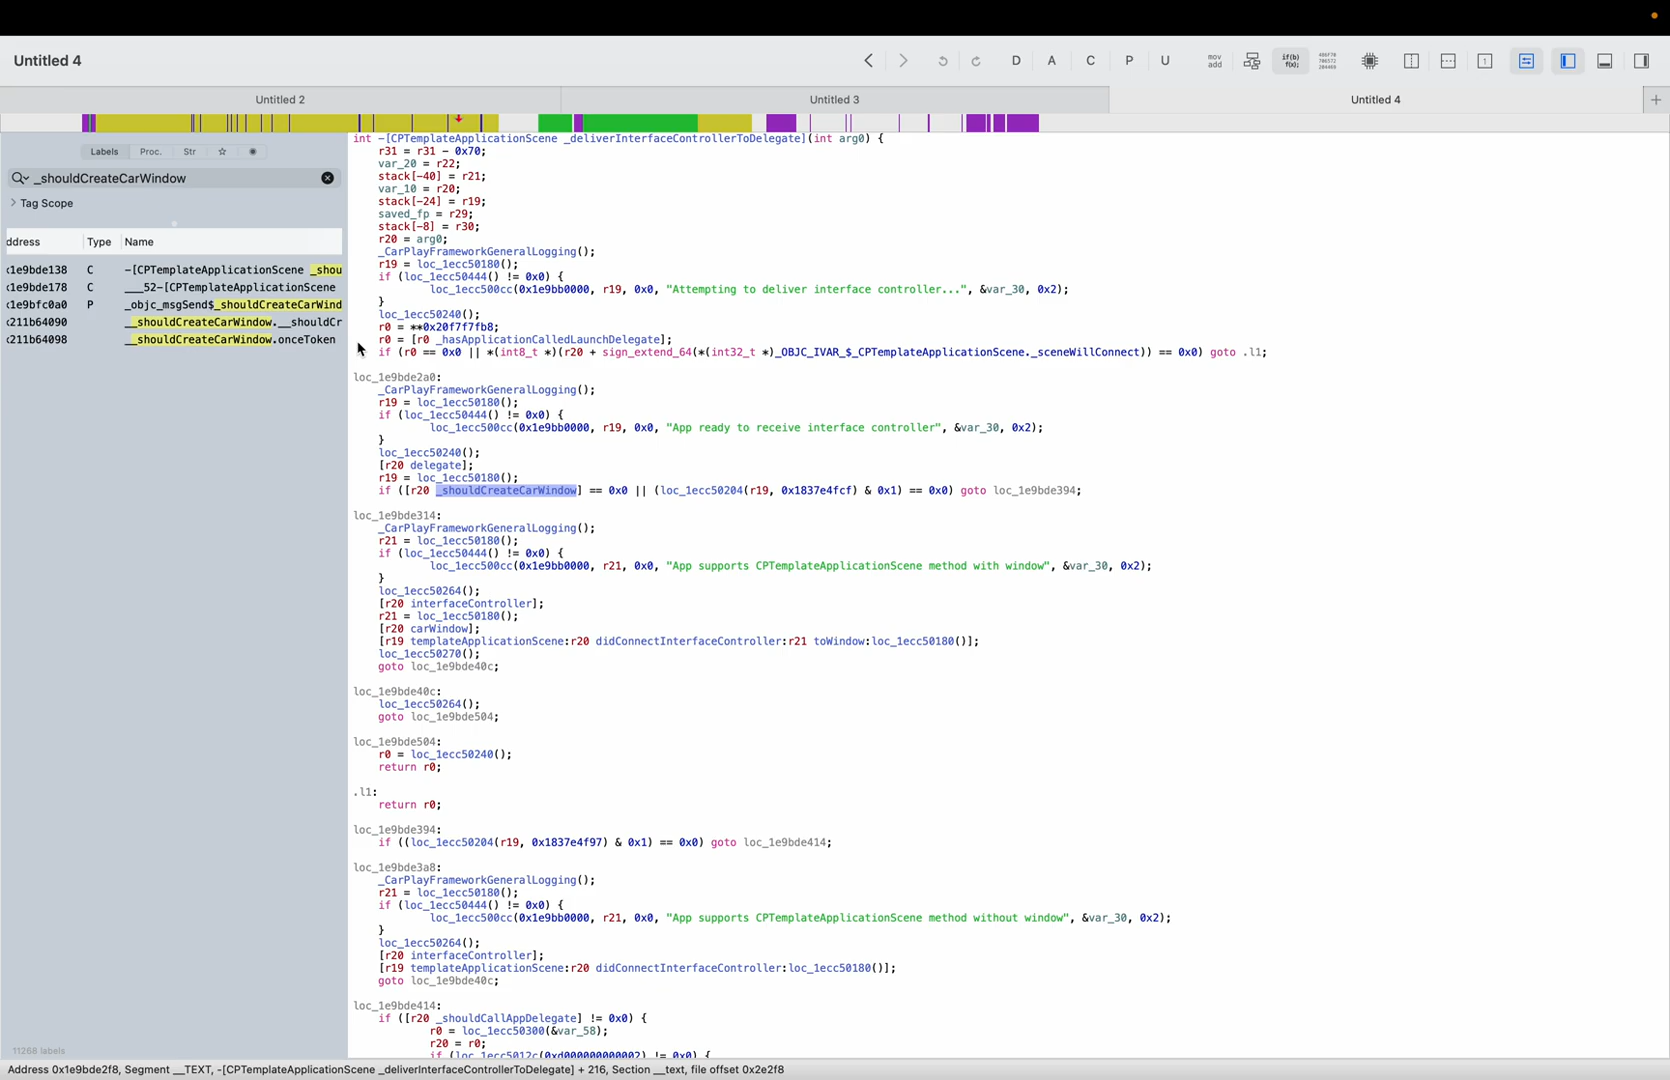 Untitled 4
D A C P U mov add if(b) f(x);
Untitled 2 Untitled 3 Untitled 4
Labels Proc. Str
_shouldCreateCarWindow
Tag Scope
ddress Type Name
1e9bde138 C -[CPTemplateApplicationScene _shou
1e9bde178 C ___52-[CPTemplateApplicationScene
1e9bfc0a0 P _objc_msgSend$_shouldCreateCarWind
211b64090 __shouldCreateCarWindow.__shouldCr
211b64098 __shouldCreateCarWindow.onceToken
11268 labels
int -[CPTemplateApplicationScene _deliverInterfaceControllerToDelegate](int arg0) {
r31 = r31 - 0x70;
var_20 = r22;
stack[-40] = r21;
var_10 = r20;
stack[-24] = r19;
saved_fp = r29;
stack[-8] = r30;
r20 = arg0;
_CarPlayFrameworkGeneralLogging();
r19 = loc_1ecc50180();
if (loc_1ecc50444() != 0x0) {
loc_1ecc500cc(0x1e9bb0000, r19, 0x0, "Attempting to deliver interface controller...", &var_30, 0x2);
}
loc_1ecc50240();
r0 = **0x20f7f7fb8;
r0 = [r0 _hasApplicationCalledLaunchDelegate];
if (r0 == 0x0 || *(int8_t *)(r20 + sign_extend_64(*(int32_t *)_OBJC_IVAR_$_CPTemplateApplicationScene._sceneWillConnect)) == 0x0) goto .l1;
loc_1e9bde2a0:
_CarPlayFrameworkGeneralLogging();
r19 = loc_1ecc50180();
if (loc_1ecc50444() != 0x0) {
loc_1ecc500cc(0x1e9bb0000, r19, 0x0, "App ready to receive interface controller", &var_30, 0x2);
}
loc_1ecc50240();
[r20 delegate];
r19 = loc_1ecc50180();
if ([r20 _shouldCreateCarWindow] == 0x0 || (loc_1ecc50204(r19, 0x1837e4fcf) & 0x1) == 0x0) goto loc_1e9bde394;
loc_1e9bde314:
_CarPlayFrameworkGeneralLogging();
r21 = loc_1ecc50180();
if (loc_1ecc50444() != 0x0) {
loc_1ecc500cc(0x1e9bb0000, r21, 0x0, "App supports CPTemplateApplicationScene method with window", &var_30, 0x2);
}
loc_1ecc50264();
[r20 interfaceController];
r21 = loc_1ecc50180();
[r20 carWindow];
[r19 templateApplicationScene:r20 didConnectInterfaceController:r21 toWindow:loc_1ecc50180()];
loc_1ecc50270();
goto loc_1e9bde40c;
loc_1e9bde40c:
loc_1ecc50264();
goto loc_1e9bde504;
loc_1e9bde504:
r0 = loc_1ecc50240();
return r0;
.l1:
return r0;
loc_1e9bde394:
if ((loc_1ecc50204(r19, 0x1837e4f97) & 0x1) == 0x0) goto loc_1e9bde414;
loc_1e9bde3a8:
_CarPlayFrameworkGeneralLogging();
r21 = loc_1ecc50180();
if (loc_1ecc50444() != 0x0) {
loc_1ecc500cc(0x1e9bb0000, r21, 0x0, "App supports CPTemplateApplicationScene method without window", &var_30, 0x2);
}
loc_1ecc50264();
[r20 interfaceController];
[r19 templateApplicationScene:r20 didConnectInterfaceController:loc_1ecc50180()];
goto loc_1e9bde40c;
loc_1e9bde414:
if ([r20 _shouldCallAppDelegate] != 0x0) {
r0 = loc_1ecc50300(&var_58);
r20 = r0;
if (loc_1ecc5012c(0xd000000000002) != 0x0) {
Address 0x1e9bde2f8, Segment __TEXT, -[CPTemplateApplicationScene _deliverInterfaceControllerToDelegate] + 216, Section __text, file offset 0x2e2f8